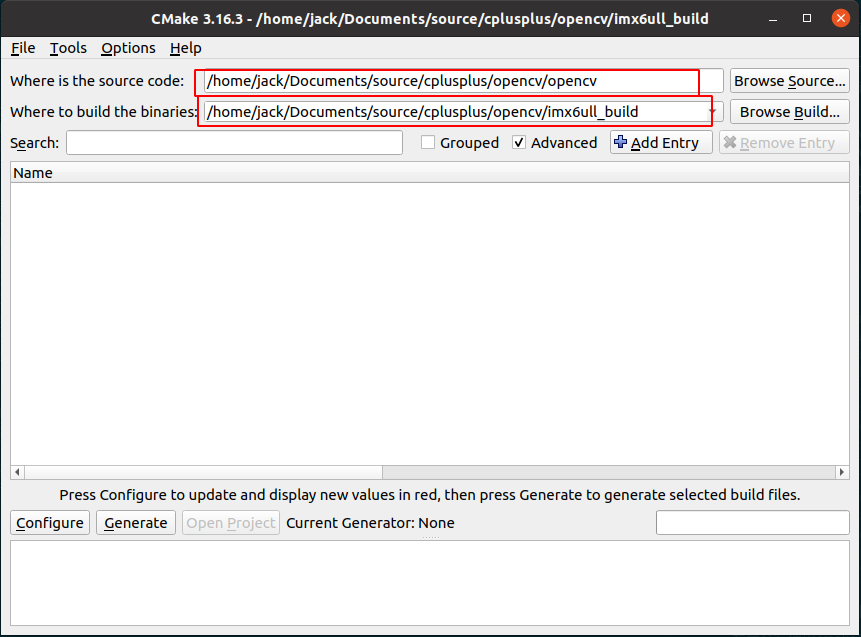 CMake 3.16.3 - /home/jack/Documents/source/cplusplus/opencv/imx6ull_build
File Tools Options Help
Where is the source code: /home/jack/Documents/source/cplusplus/opencv/opencv Browse Source...
Where to build the binaries: /home/jack/Documents/source/cplusplus/opencv/imx6ull_build Browse Build...
Search: Grouped Advanced Add Entry Remove Entry
Name
Press Configure to update and display new values in red, then press Generate to generate selected build files.
Configure Generate Open Project Current Generator: None